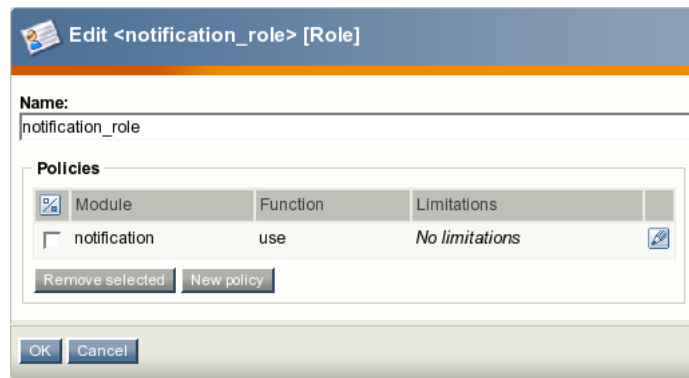 Edit <notification_role> [Role]
Name:
notification_role
Policies
Module Function Limitations
notification use No limitations
Remove selected New policy
OK Cancel